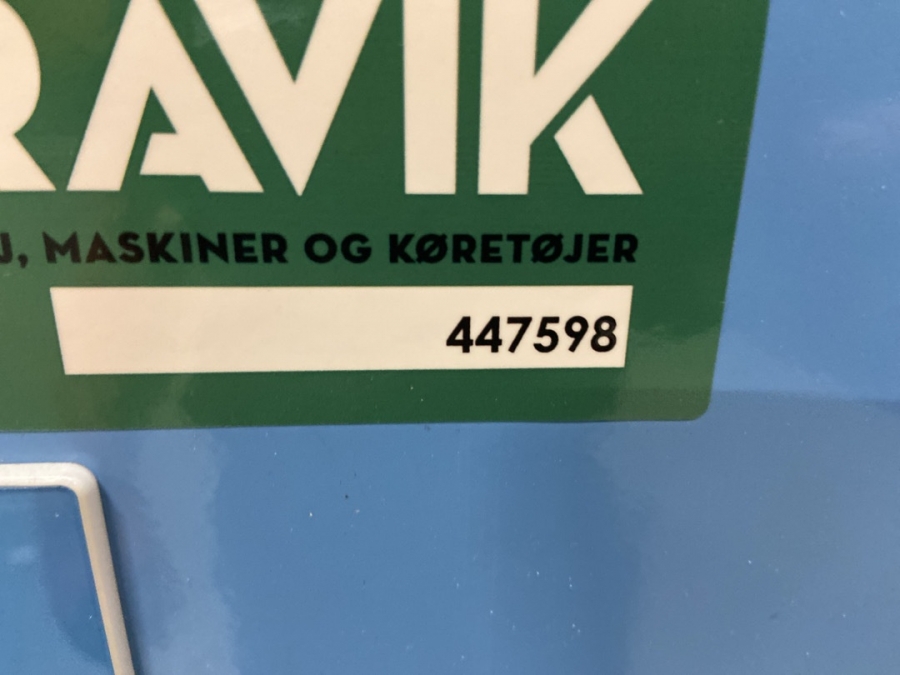 RAVIK
J, MASKINER OG KØRETØJER
447598